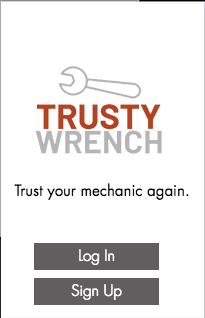 TRUSTY
WRENCH
Trust your mechanic again.
Log In
Sign Up